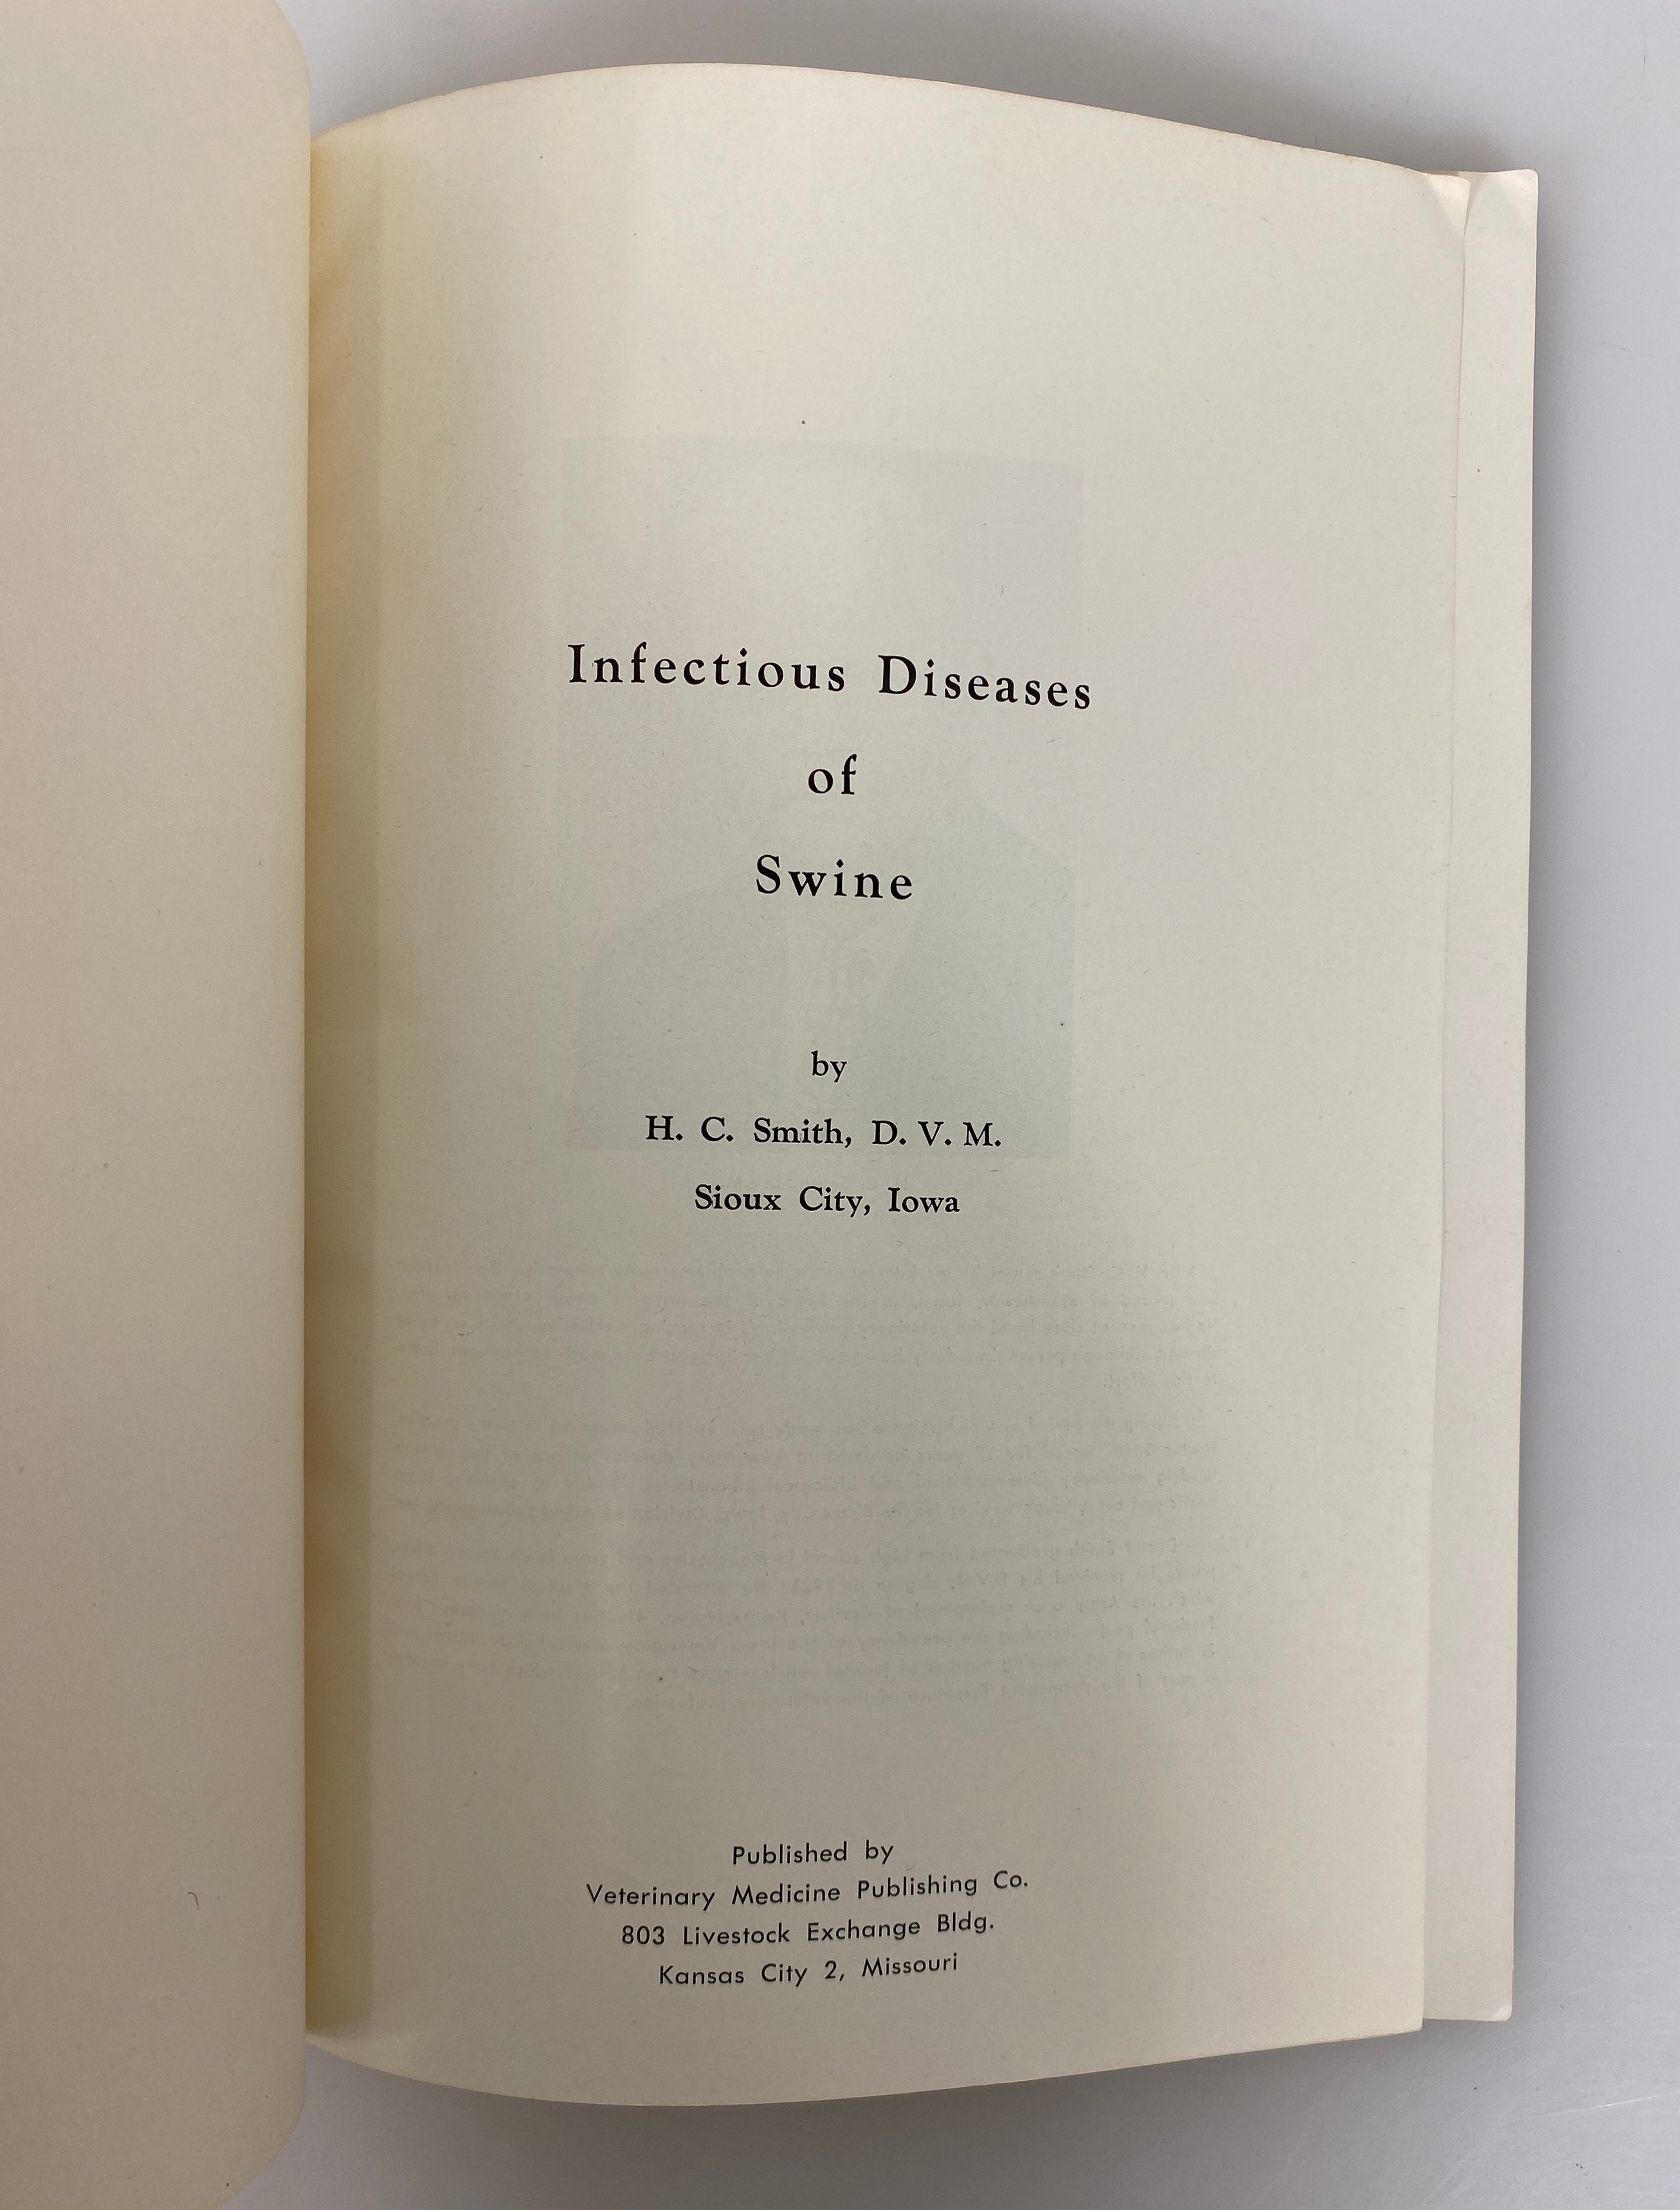 Infectious Diseases
of
Swine
by
H. C. Smith, D. V. M.
Sioux City, Iowa
Published by
Veterinary Medicine Publishing Co.
803 Livestock Exchange Bldg.
Kansas City 2, Missouri